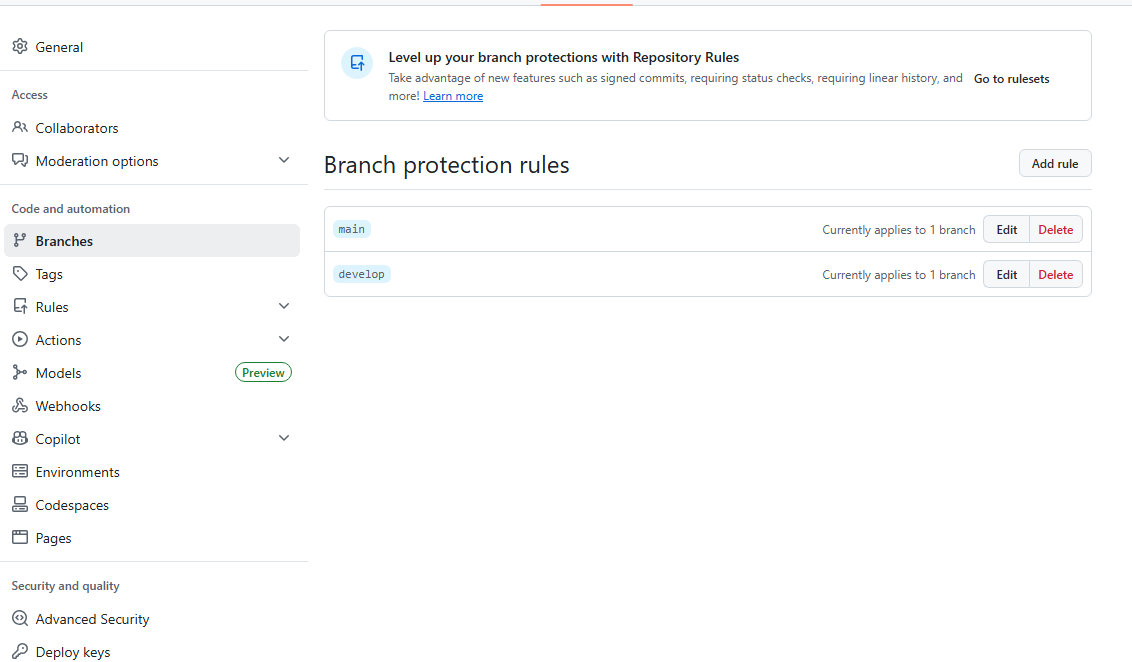 General
Access
Collaborators
Moderation options
Code and automation
Branches
Tags
Rules
Actions
Models Preview
Webhooks
Copilot
Environments
Codespaces
Pages
Security and quality
Advanced Security
Deploy keys
Level up your branch protections with Repository Rules
Take advantage of new features such as signed commits, requiring status checks, requiring linear history, and
more! Learn more
Go to rulesets
Branch protection rules
Add rule
main Currently applies to 1 branch Edit Delete
develop Currently applies to 1 branch Edit Delete